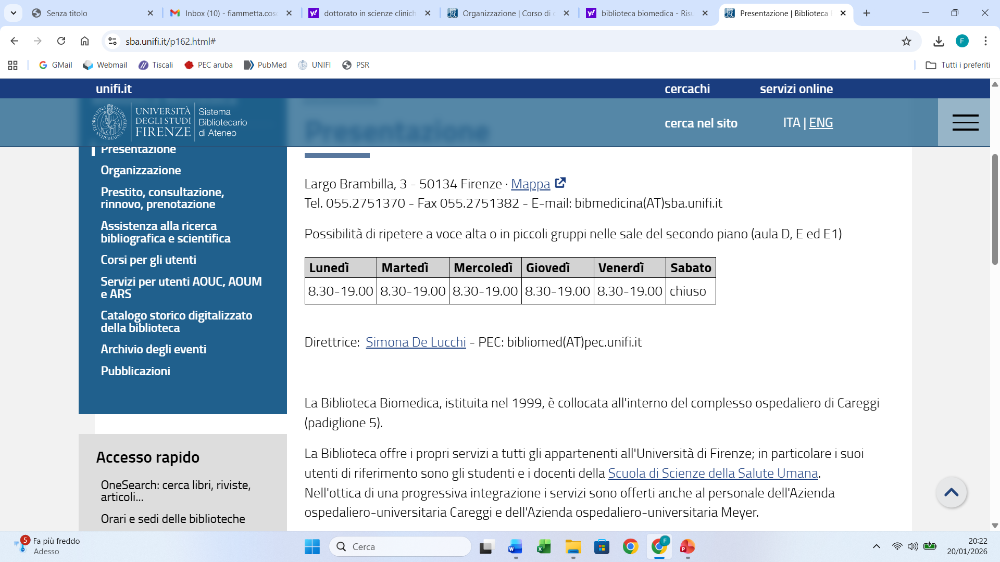 Senza titolo
Inbox (10) - fiammetta.cosc
dottorato in scienze clinich
Organizzazione | Corso di d
biblioteca biomedica - Risu
Presentazione | Biblioteca
sba.unifi.it/p162.html#
F
GMail
Webmail
Tiscali
PEC aruba
PubMed
UNIFI
PSR
Tutti i preferiti
unifi.it
cercachi
servizi online
UNIVERSITÀ
DEGLI STUDI
FIRENZE
Sistema
Bibliotecario
di Ateneo
cerca nel sito
ITA | ENG
Presentazione
Presentazione
Organizzazione
Prestito, consultazione,
rinnovo, prenotazione
Assistenza alla ricerca
bibliografica e scientifica
Corsi per gli utenti
Servizi per utenti AOUC, AOUM
e ARS
Catalogo storico digitalizzato
della biblioteca
Archivio degli eventi
Pubblicazioni
Accesso rapido
OneSearch: cerca libri, riviste,
articoli...
Orari e sedi delle biblioteche
Largo Brambilla, 3 - 50134 Firenze · Mappa
Tel. 055.2751370 - Fax 055.2751382 - E-mail: bibmedicina(AT)sba.unifi.it
Possibilità di ripetere a voce alta o in piccoli gruppi nelle sale del secondo piano (aula D, E ed E1)
Lunedì Martedì Mercoledì Giovedì Venerdì Sabato
8.30-19.00 8.30-19.00 8.30-19.00 8.30-19.00 8.30-19.00 chiuso
Direttrice: Simona De Lucchi - PEC: bibliomed(AT)pec.unifi.it
La Biblioteca Biomedica, istituita nel 1999, è collocata all'interno del complesso ospedaliero di Careggi
(padiglione 5).
La Biblioteca offre i propri servizi a tutti gli appartenenti all'Università di Firenze; in particolare i suoi
utenti di riferimento sono gli studenti e i docenti della Scuola di Scienze della Salute Umana.
Nell'ottica di una progressiva integrazione i servizi sono offerti anche al personale dell'Azienda
ospedaliero-universitaria Careggi e dell'Azienda ospedaliero-universitaria Meyer.
5
Fa più freddo
Adesso
Cerca
F
20:22
20/01/2026